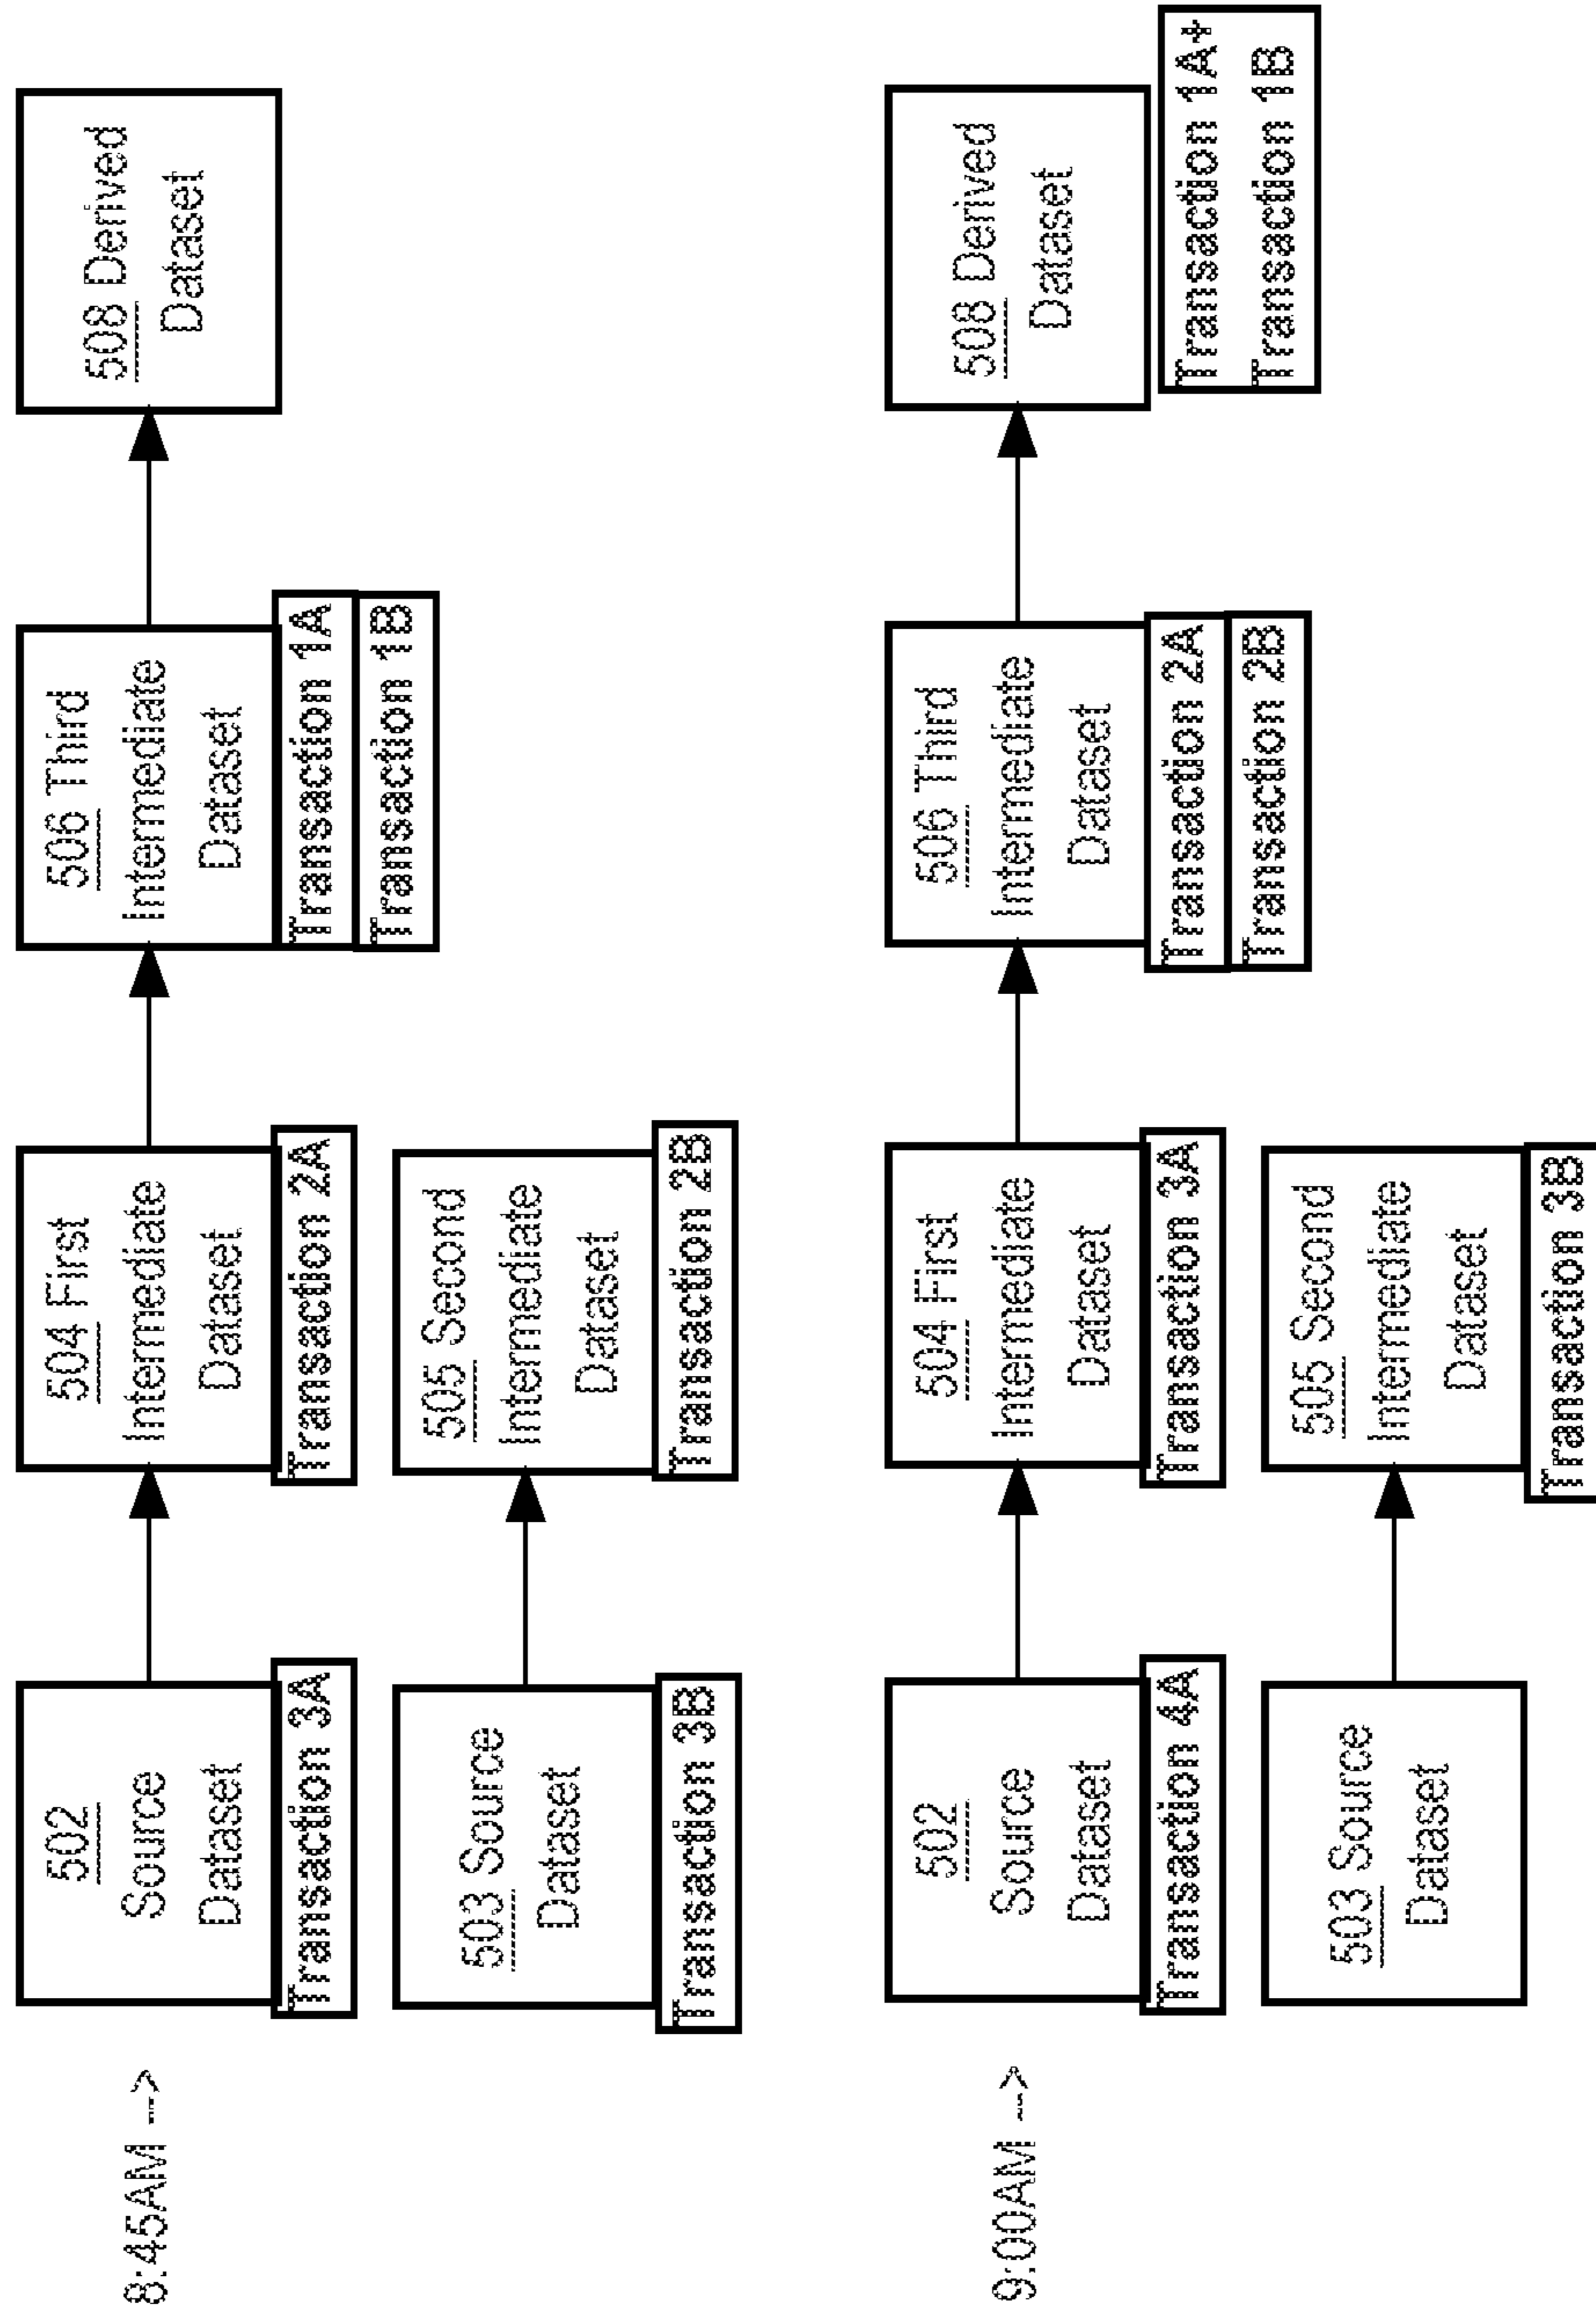 8:45AM -->
502
Source
Dataset
Transaction 3A
504 First
Intermediate
Dataset
Transaction 2A
506 Third
Intermediate
Dataset
Transaction 1A
Transaction 1B
508 Derived
Dataset
503 Source
Dataset
Transaction 3B
505 Second
Intermediate
Dataset
Transaction 2B
9:00AM -->
502
Source
Dataset
Transaction 4A
504 First
Intermediate
Dataset
Transaction 3A
506 Third
Intermediate
Dataset
Transaction 2A
Transaction 2B
508 Derived
Dataset
Transaction 1A+
Transaction 1B
503 Source
Dataset
505 Second
Intermediate
Dataset
Transaction 3B